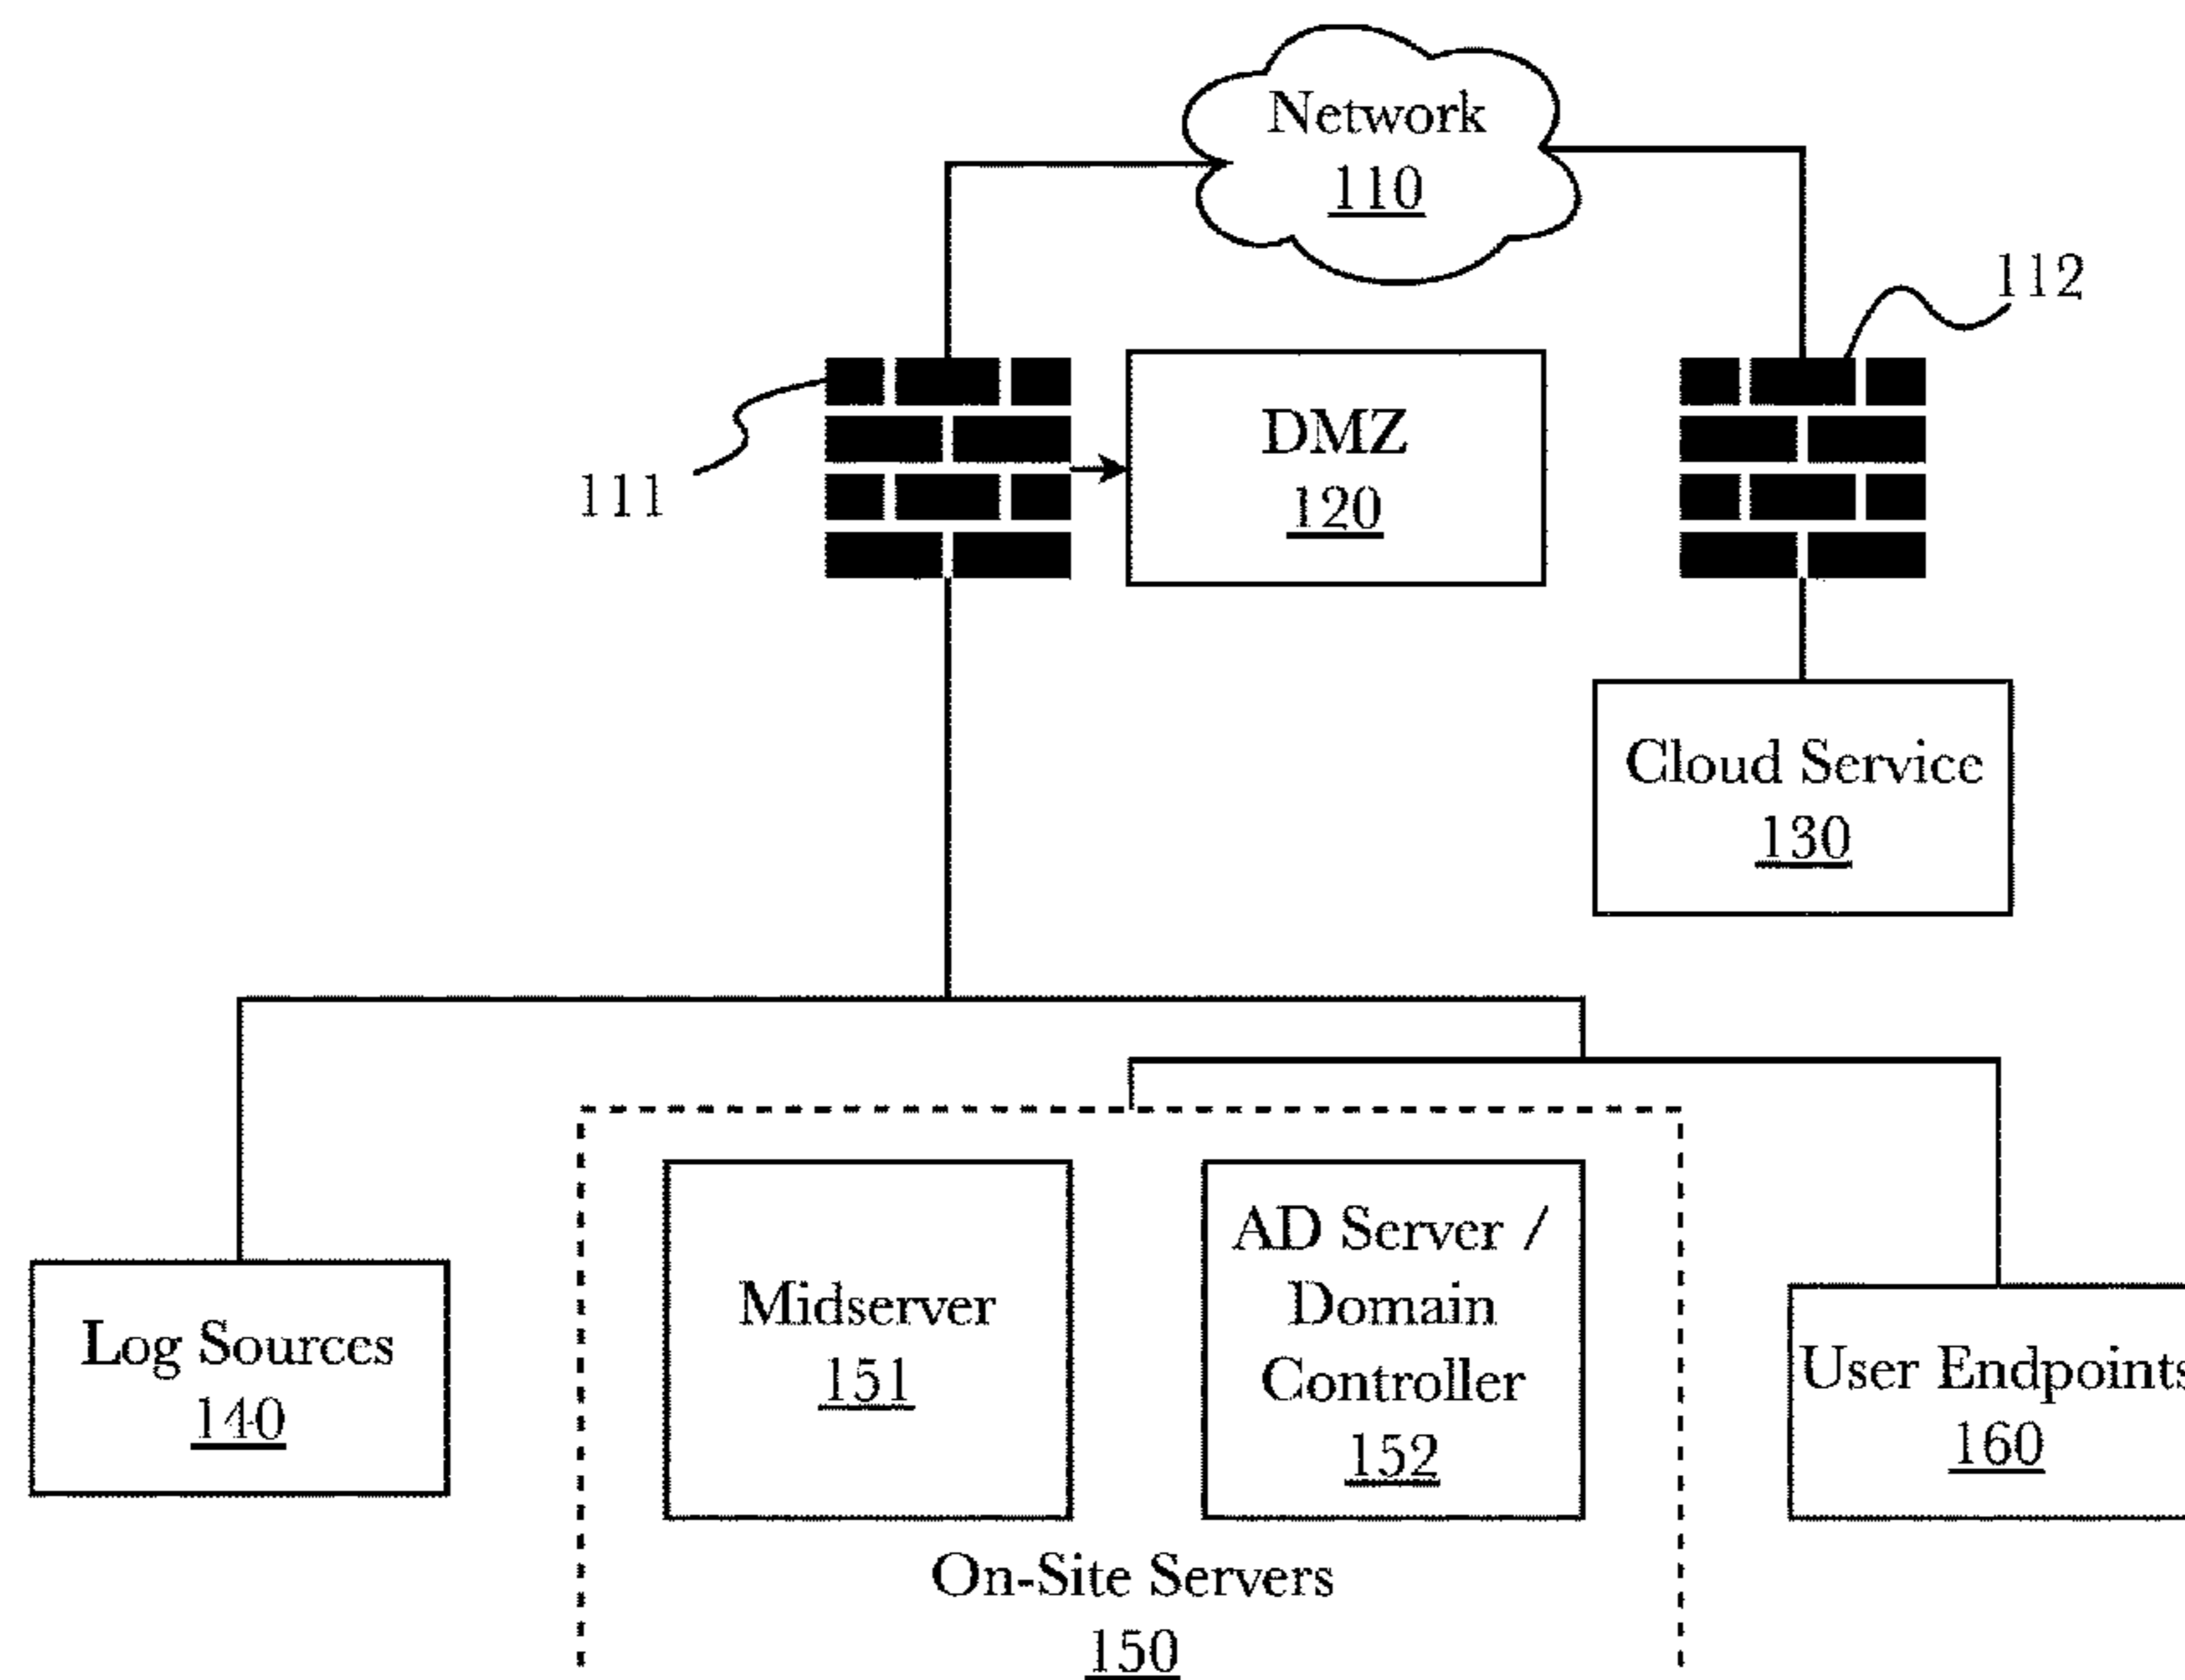 Network
110
112
111
DMZ
120
Cloud Service
130
Log Sources
140
Midserver
151
AD Server /
Domain
Controller
152
User Endpoints
160
On-Site Servers
150